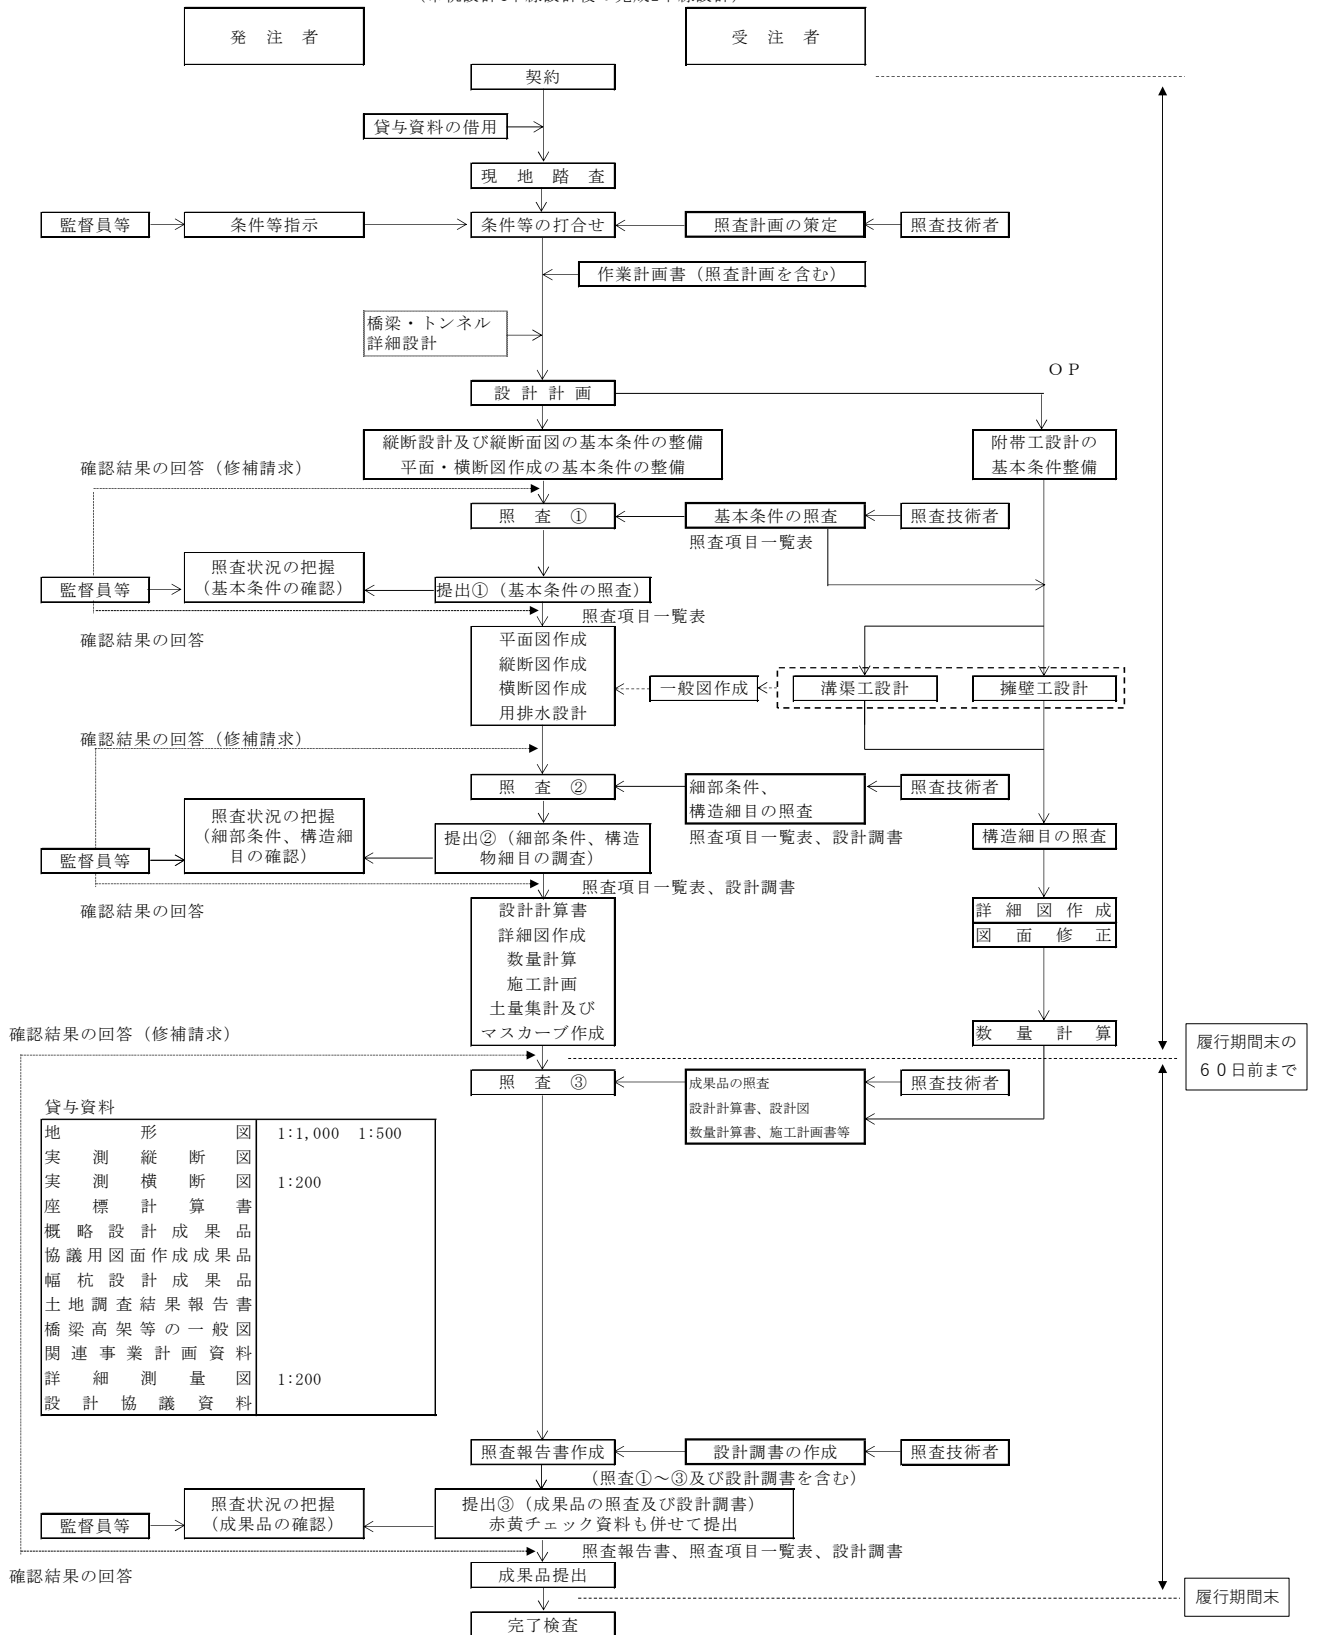 発注者
受注者
契約
貸与資料の借用
現地踏査
監督員等
条件等指示
条件等の打合せ
照査計画の策定
照査技術者
作業計画書（照査計画を含む）
橋梁・トンネル
詳細設計
ＯＰ
設計計画
縦断設計及び縦断面図の基本条件の整備
平面・横断図作成の基本条件の整備
附帯工設計の
基本条件整備
確認結果の回答（修補請求）
照査①
基本条件の照査
照査技術者
照査項目一覧表
監督員等
照査状況の把握
（基本条件の確認）
提出①（基本条件の照査）
照査項目一覧表
確認結果の回答
平面図作成
縦断図作成
横断図作成
用排水設計
一般図作成
溝渠工設計
擁壁工設計
確認結果の回答（修補請求）
照査②
細部条件、
構造細目の照査
照査技術者
照査項目一覧表、設計調書
構造細目の照査
監督員等
照査状況の把握
（細部条件、構造細
目の確認）
提出②（細部条件、構造
物細目の調査）
照査項目一覧表、設計調書
確認結果の回答
設計計算書
詳細図作成
数量計算
施工計画
土量集計及び
マスカーブ作成
詳細図作成
図面修正
数量計算
確認結果の回答（修補請求）
履行期間末の
６０日前まで
照査③
成果品の照査
設計計算書、設計図
数量計算書、施工計画書等
照査技術者
貸与資料
地形図 1:1,000 1:500
実測縦断図
実測横断図 1:200
座標計算書
概略設計成果品
協議用図面作成成果品
幅杭設計成果品
土地調査結果報告書
橋梁高架等の一般図
関連事業計画資料
詳細測量図 1:200
設計協議資料
照査報告書作成
設計調書の作成
照査技術者
（照査①～③及び設計調書を含む）
監督員等
照査状況の把握
（成果品の確認）
提出③（成果品の照査及び設計調書）
赤黄チェック資料も併せて提出
照査報告書、照査項目一覧表、設計調書
確認結果の回答
成果品提出
履行期間末
完了検査